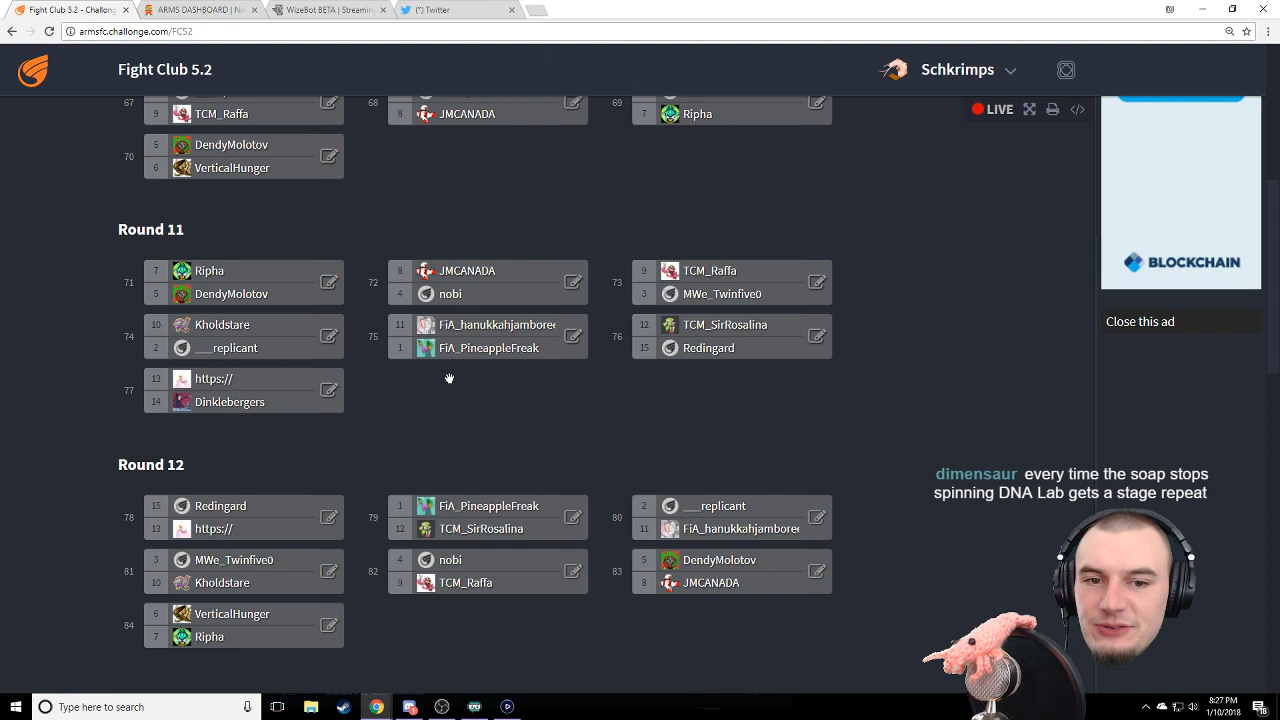 Fight Club 5.2 - Challong
ARMS DASHBOARD | Ni
WizeBot BETA | Streamin
(*) Twitter
armsfc.challonge.com/FC52
Fight Club 5.2
Schkrimps
LIVE
67
9 TCM_Raffa
68
8 JMCANADA
69
7 Ripha
70
5 DendyMolotov
6 VerticalHunger
Round 11
71
7 Ripha
5 DendyMolotov
72
8 JMCANADA
4 nobi
73
9 TCM_Raffa
3 MWe_Twinfive0
74
10 Kholdstare
2 ___replicant
75
11 FiA_hanukkahjamboree
1 FiA_PineappleFreak
76
12 TCM_SirRosalina
15 Redingard
77
13 https://
14 Dinklebergers
Round 12
78
15 Redingard
13 https://
79
1 FiA_PineappleFreak
12 TCM_SirRosalina
80
2 ___replicant
11 FiA_hanukkahjamboree
81
3 MWe_Twinfive0
10 Kholdstare
82
4 nobi
9 TCM_Raffa
83
5 DendyMolotov
8 JMCANADA
84
6 VerticalHunger
7 Ripha
BLOCKCHAIN
Close this ad
dimensaur every time the soap stops
spinning DNA Lab gets a stage repeat
Type here to search
8:27 PM
1/10/2018